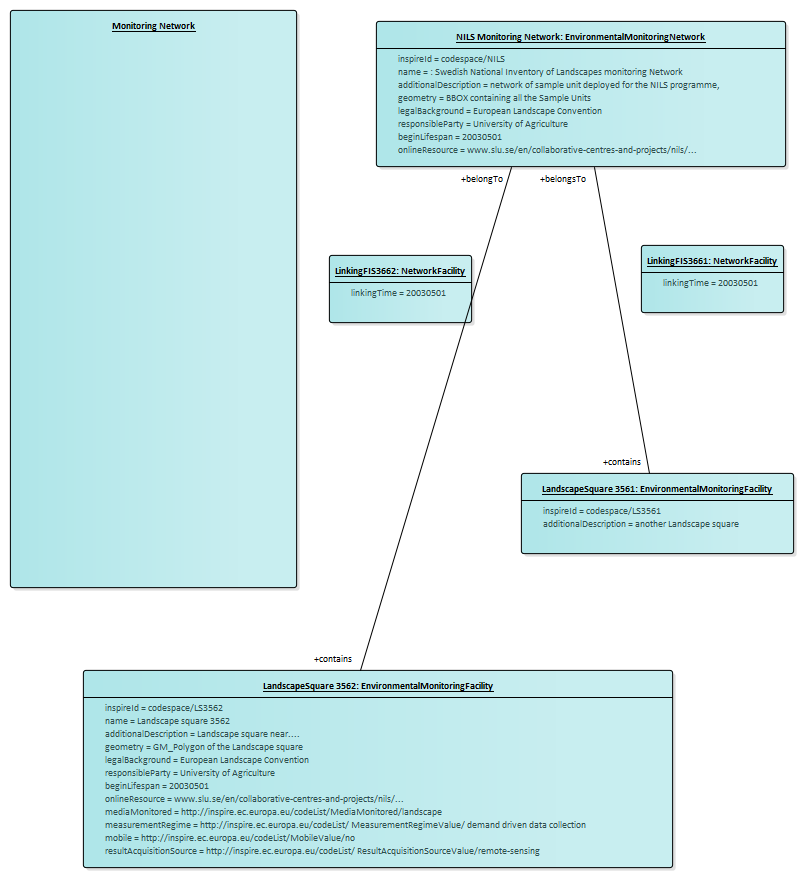 Monitoring Network
NILS Monitoring Network: EnvironmentalMonitoringNetwork
inspireId = codespace/NILS
name = : Swedish National Inventory of Landscapes monitoring Network
additionalDescription = network of sample unit deployed for the NILS programme,
geometry = BBOX containing all the Sample Units
legalBackground = European Landscape Convention
responsibleParty = University of Agriculture
beginLifespan = 20030501
onlineResource = www.slu.se/en/collaborative-centres-and-projects/nils/...
+belongTo
+belongsTo
LinkingFIS3662: NetworkFacility
linkingTime = 20030501
LinkingFIS3661: NetworkFacility
linkingTime = 20030501
+contains
LandscapeSquare 3561: EnvironmentalMonitoringFacility
inspireId = codespace/LS3561
additionalDescription = another Landscape square
+contains
LandscapeSquare 3562: EnvironmentalMonitoringFacility
inspireId = codespace/LS3562
name = Landscape square 3562
additionalDescription = Landscape square near....
geometry = GM_Polygon of the Landscape square
legalBackground = European Landscape Convention
responsibleParty = University of Agriculture
beginLifespan = 20030501
onlineResource = www.slu.se/en/collaborative-centres-and-projects/nils/...
mediaMonitored = http://inspire.ec.europa.eu/codeList/MediaMonitored/landscape
measurementRegime = http://inspire.ec.europa.eu/codeList/ MeasurementRegimeValue/ demand driven data collection
mobile = http://inspire.ec.europa.eu/codeList/MobileValue/no
resultAcquisitionSource = http://inspire.ec.europa.eu/codeList/ ResultAcquisitionSourceValue/remote-sensing